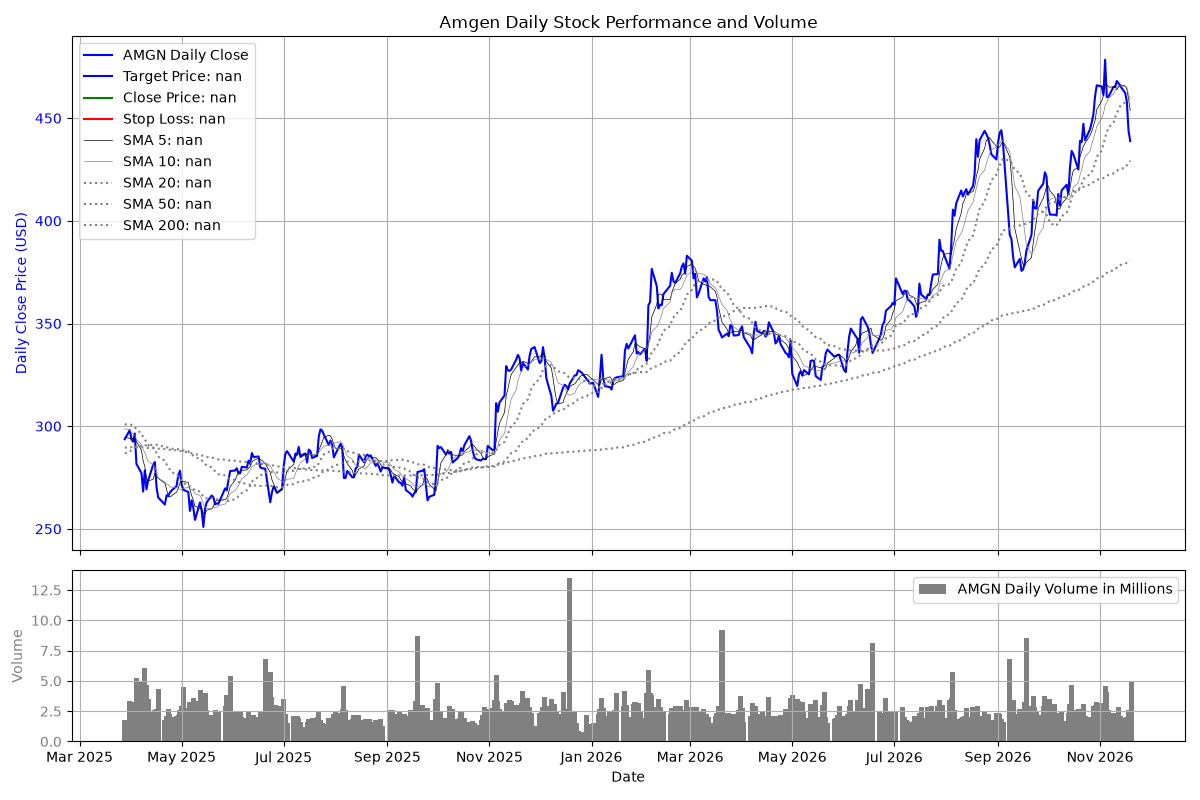 Amgen Daily Stock Performance and Volume
AMGN Daily Close
Target Price: nan
Close Price: nan
Stop Loss: nan
SMA 5: nan
SMA 10: nan
SMA 20: nan
SMA 50: nan
SMA 200: nan
Daily Close Price (USD)
450
400
350
300
250
AMGN Daily Volume in Millions
Volume
12.5
10.0
7.5
5.0
2.5
0.0
Mar 2025 May 2025 Jul 2025 Sep 2025 Nov 2025 Jan 2026 Mar 2026 May 2026 Jul 2026 Sep 2026 Nov 2026
Date